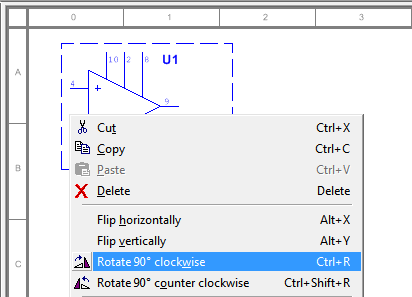 0 1 2 3
A
10 2 8 U1
4 + 9
B
C
Cut Ctrl+X
Copy Ctrl+C
Paste Ctrl+V
Delete Delete
Flip horizontally Alt+X
Flip vertically Alt+Y
Rotate 90° clockwise Ctrl+R
Rotate 90° counter clockwise Ctrl+Shift+R